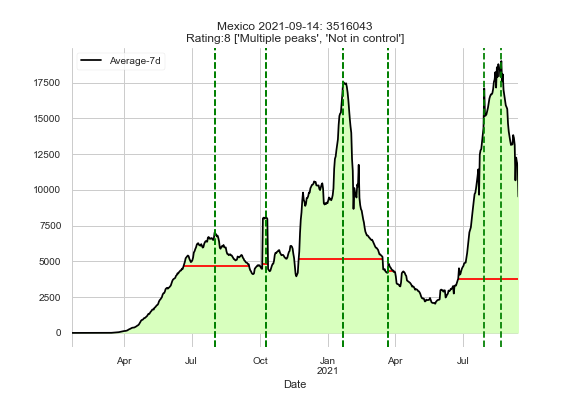 Mexico 2021-09-14: 3516043
Rating:8 ['Multiple peaks', 'Not in control']
Average-7d
17500
15000
12500
10000
7500
5000
2500
0
Apr Jul Oct Jan Apr Jul
2021
Date